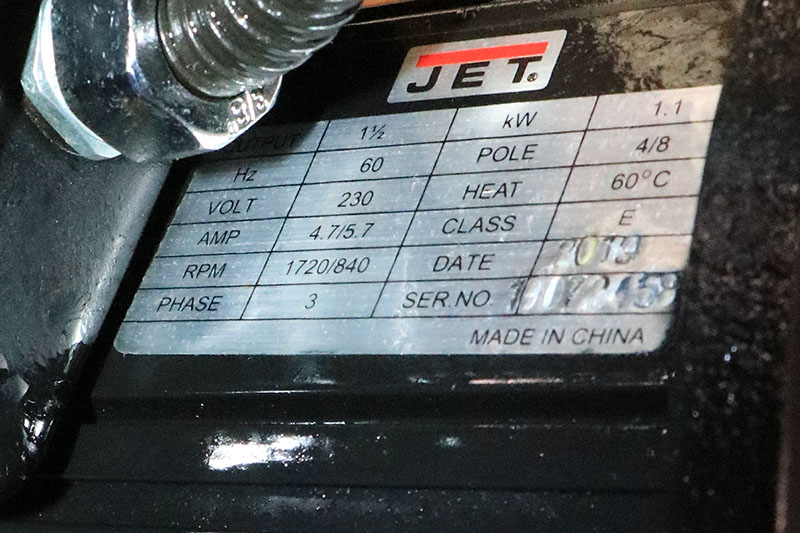 JET®
OUTPUT 1½ kW 1.1
Hz 60 POLE 4/8
VOLT 230 HEAT 60°C
AMP 4.7/5.7 CLASS E
RPM 1720/840 DATE
PHASE 3 SER.NO.
MADE IN CHINA